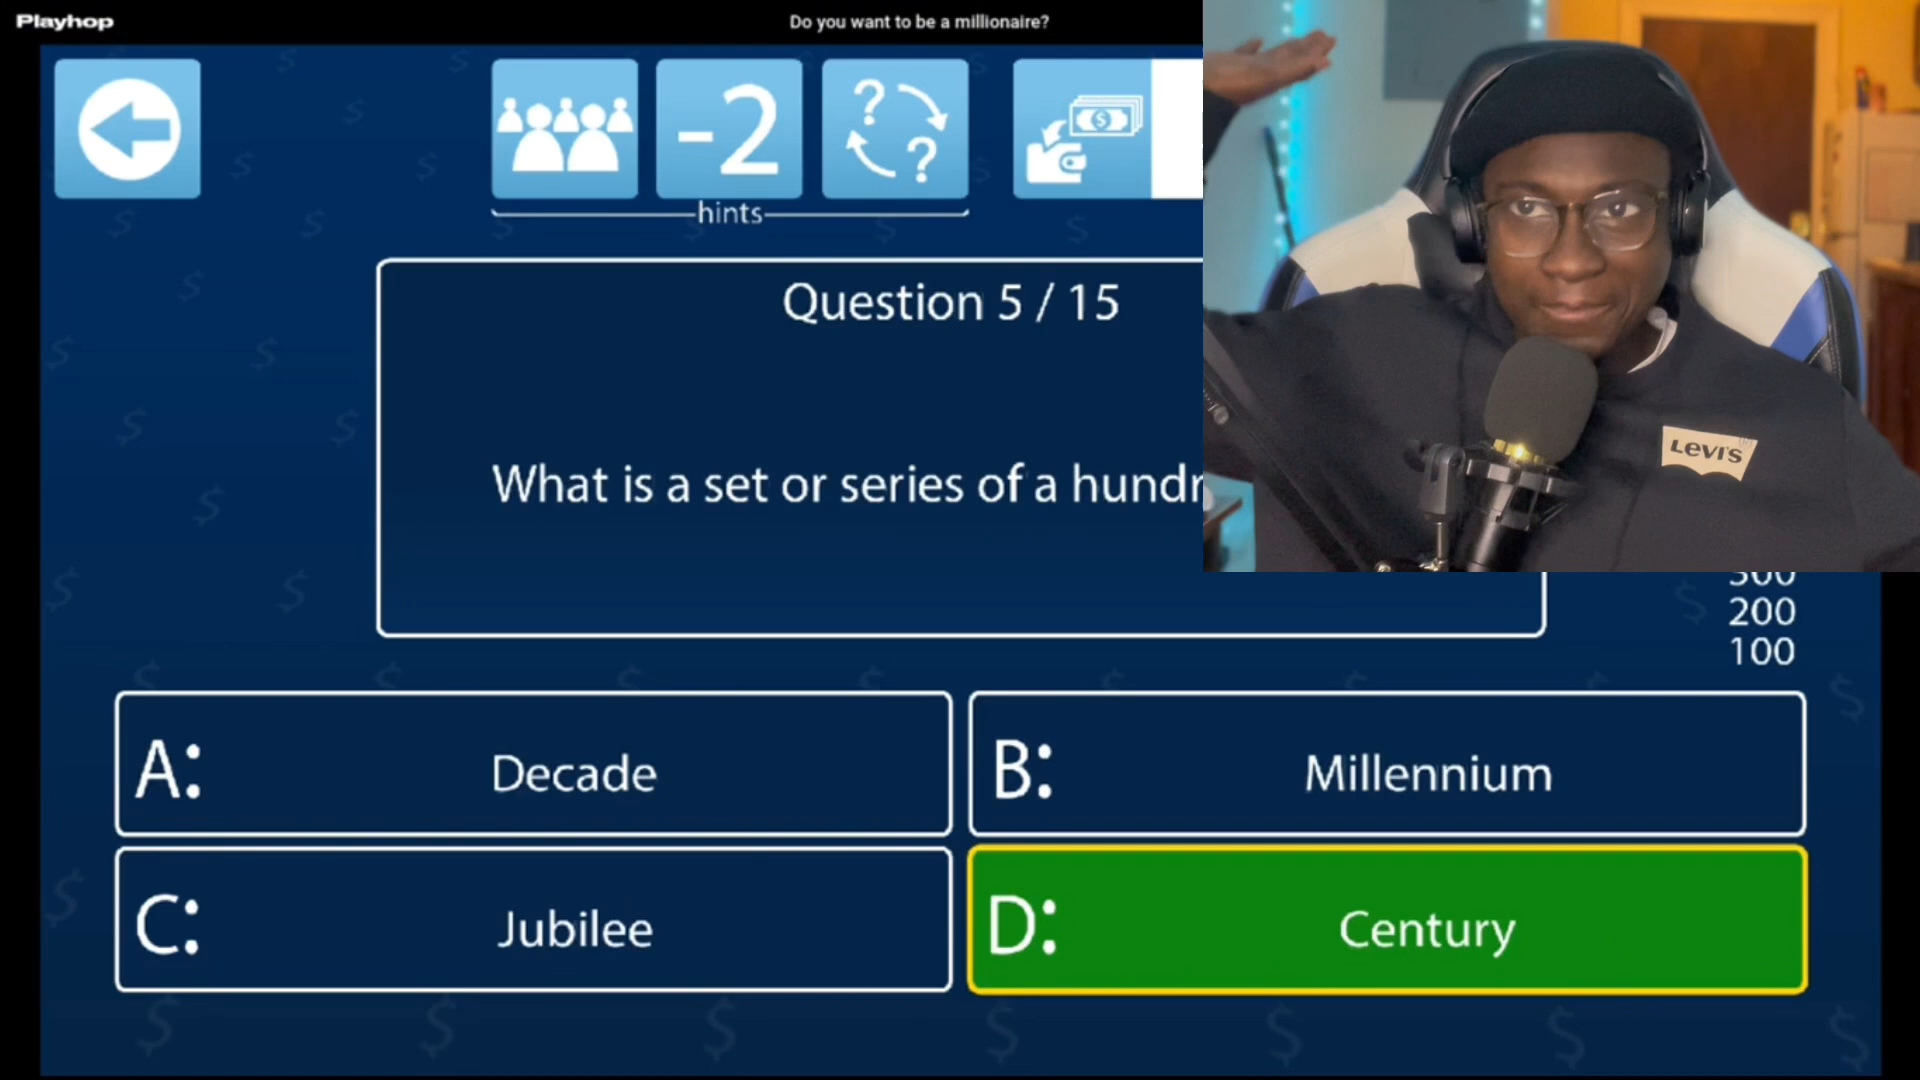 Playhop
Do you want to be a millionaire?
-2
? ?
$
hints
Question 5 / 15
What is a set or series of a hundr
LEVI'S
200
100
A: Decade
B: Millennium
C: Jubilee
D: Century